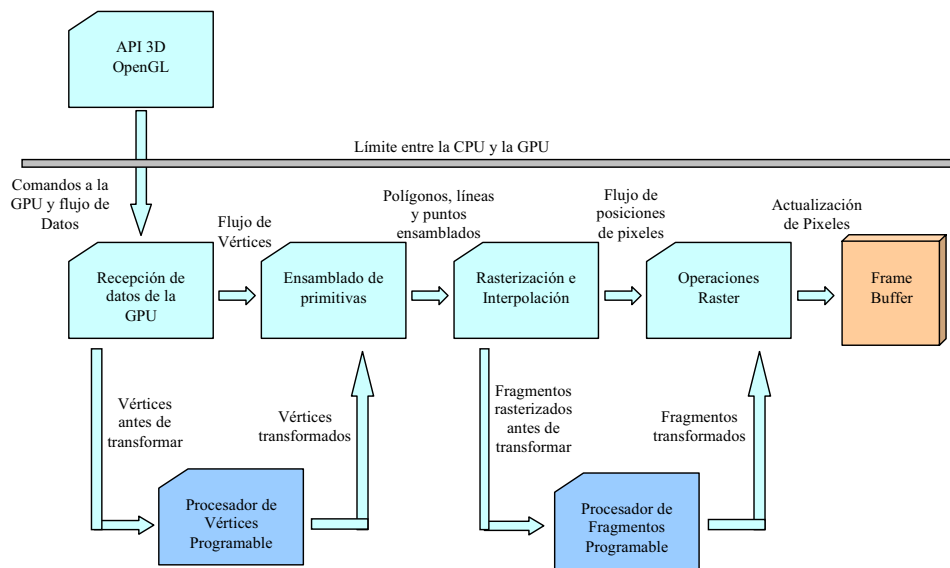 API 3D
OpenGL
Límite entre la CPU y la GPU
Comandos a la
GPU y flujo de
Datos
Flujo de
Vértices
Polígonos, líneas
y puntos
ensamblados
Flujo de
posiciones
de pixeles
Actualización
de Pixeles
Recepción de
datos de la
GPU
Ensamblado de
primitivas
Rasterización e
Interpolación
Operaciones
Raster
Frame
Buffer
Vértices
antes de
transformar
Vértices
transformados
Fragmentos
rasterizados
antes de
transformar
Fragmentos
transformados
Procesador de
Vértices
Programable
Procesador de
Fragmentos
Programable